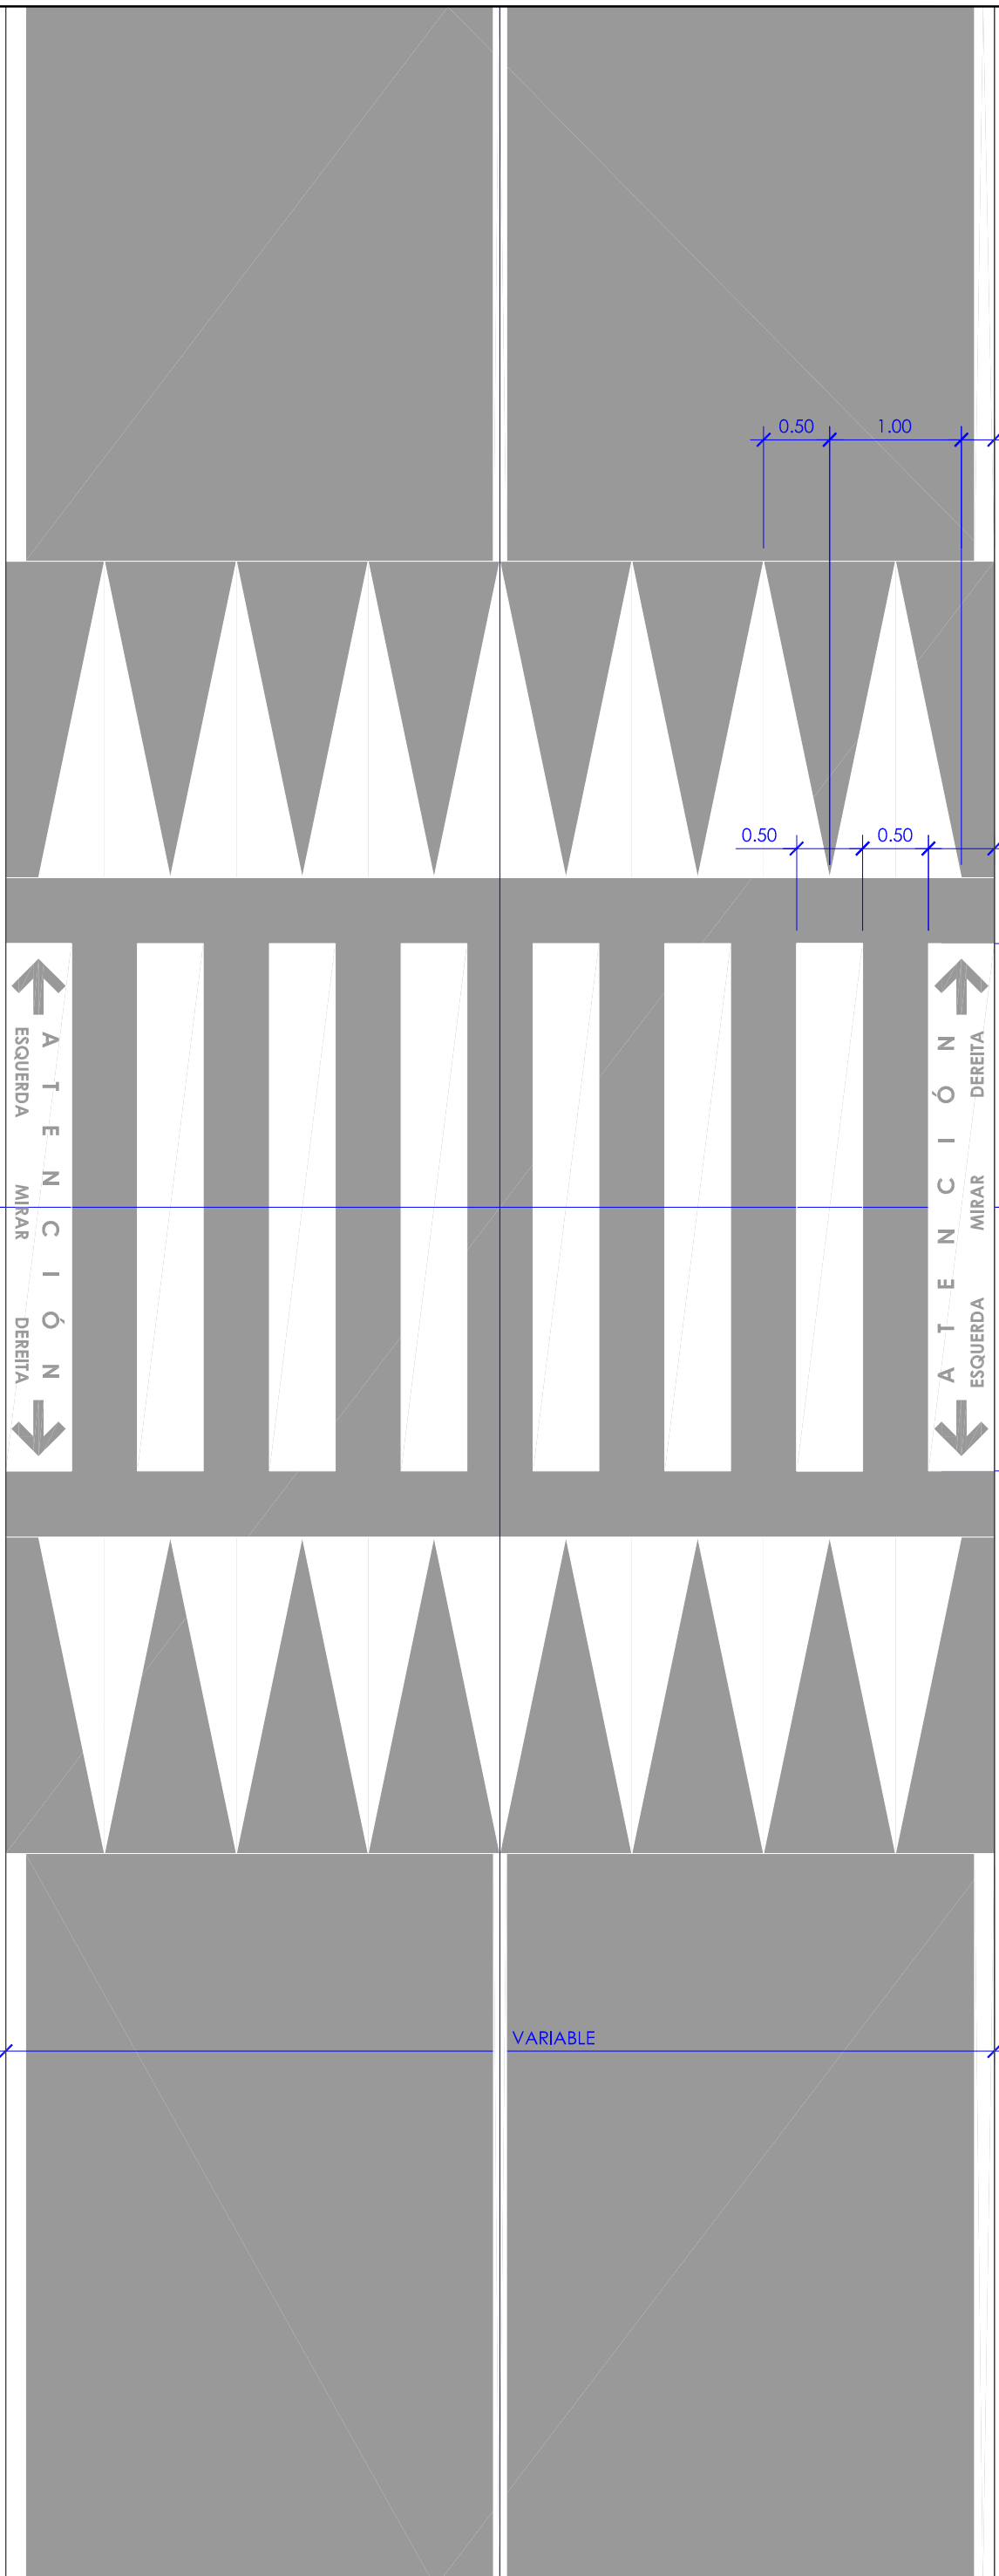 0.50
1.00
0.50
0.50
ATENCIÓN
ESQUERDA MIRAR DEREITA
ATENCIÓN
ESQUERDA MIRAR DEREITA
VARIABLE